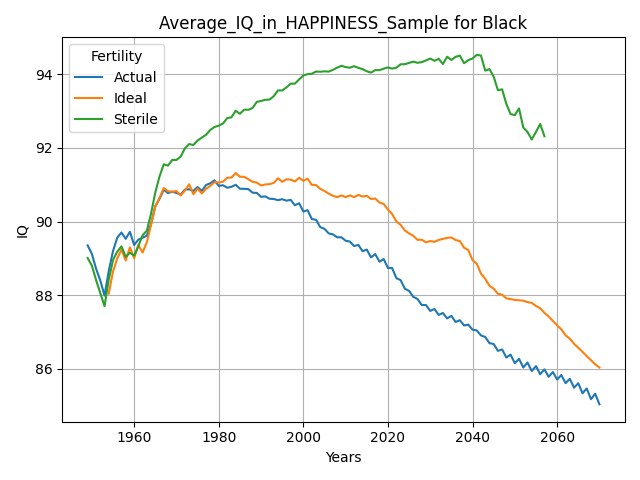 Average_IQ_in_HAPPINESS_Sample for Black
Fertility
Actual
Ideal
Sterile
94
92
90
88
86
IQ
1960
1980
2000
2020
2040
2060
Years